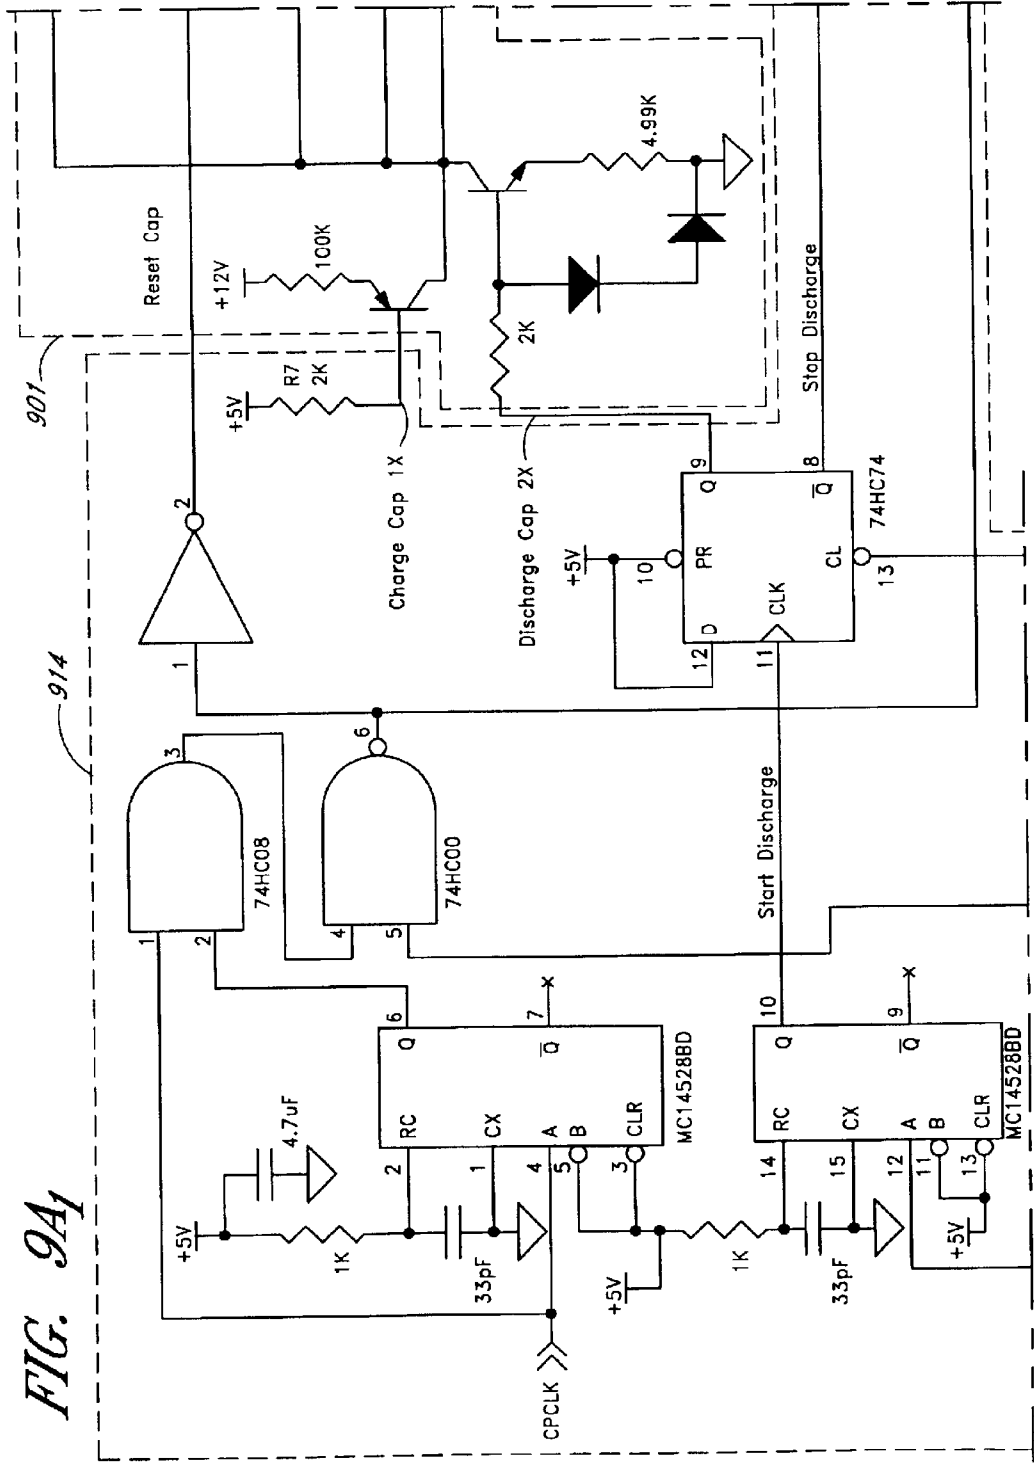 FIG. 9A1
914
901
CPCLK
+5V
4.7uF
1K
33pF
2
RC
1
CX
4
A
5
B
3
CLR
6
Q
7
Q̅
x
MC14528BD
+5V
1K
33pF
14
RC
15
CX
12
A
11
B
13
CLR
+5V
10
Q
9
Q̅
x
MC14528BD
1
2
3
74HC08
4
5
6
74HC00
1
2
Reset Cap
Start Discharge
+5V
R7
2K
+12V
100K
Charge Cap 1X
Discharge Cap 2X
2K
4.99K
+5V
10
PR
12
D
11
CLK
9
Q
8
Q̅
CL
13
74HC74
Stop Discharge